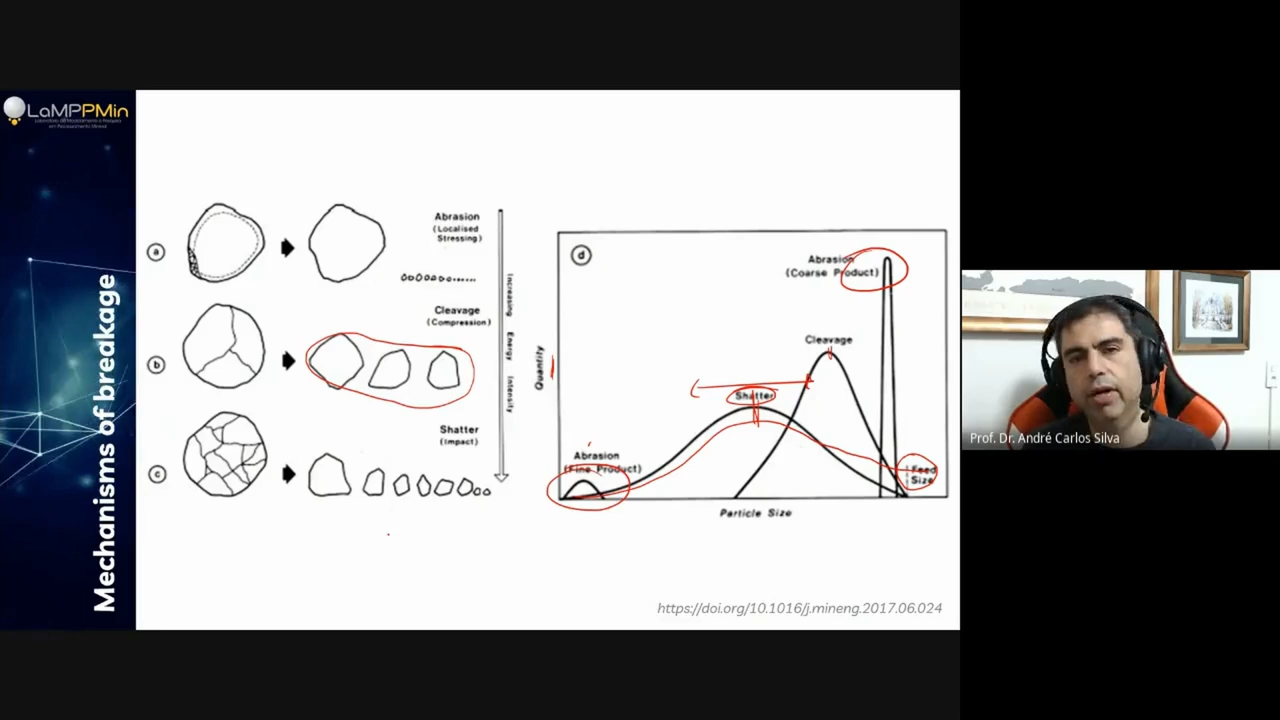 LaMPPMin
Mechanisms of breakage
a
Abrasion
(Localised
Stressing)
b
Cleavage
(Compression)
c
Shatter
(Impact)
Increasing Energy Intensity
d
Quantity
Abrasion
(Coarse Product)
Cleavage
Shatter
Abrasion
(Fine Product)
Feed
Size
Particle Size
https://doi.org/10.1016/j.mineng.2017.06.024
Prof. Dr. André Carlos Silva